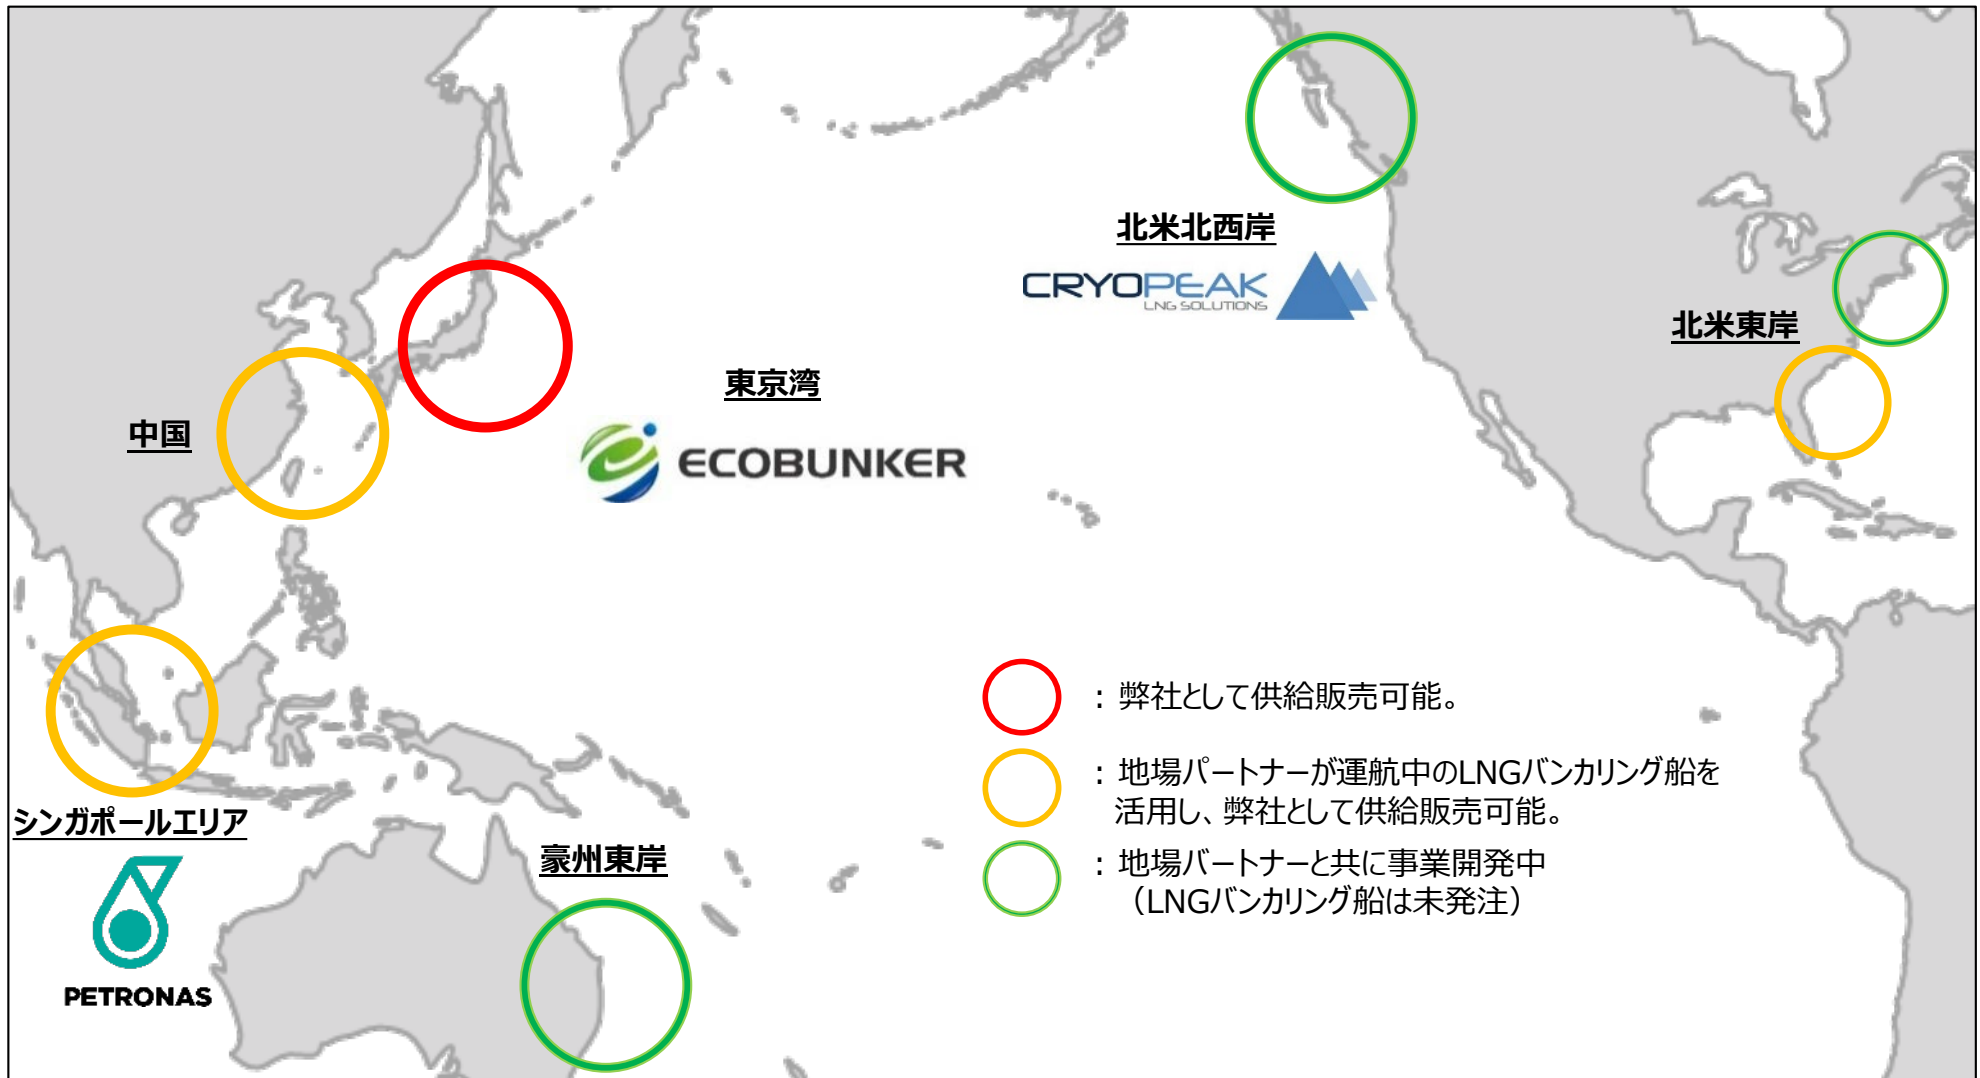 北米北西岸
CRYOPEAK
LNG SOLUTIONS
北米東岸
東京湾
ECOBUNKER
中国
シンガポールエリア
PETRONAS
豪州東岸
：弊社として供給販売可能。
：地場パートナーが運航中のLNGバンカリング船を
活用し、弊社として供給販売可能。
：地場バートナーと共に事業開発中
（LNGバンカリング船は未発注）